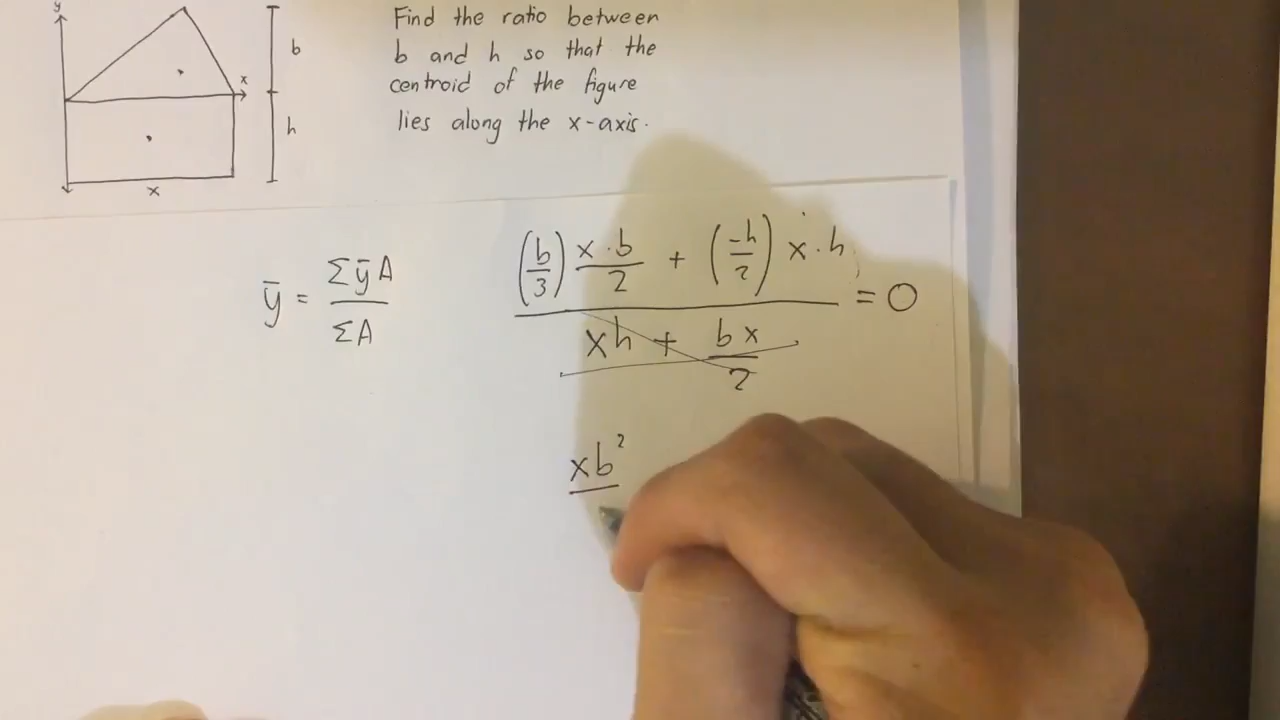 y
b
x
h
x
Find the ratio between
b and h so that the
centroid of the figure
lies along the x-axis.
ȳ = ΣȳA / ΣA
(b/3) x·b/2 + (-h/2) x·h / xh + bx/2 = 0
xb²